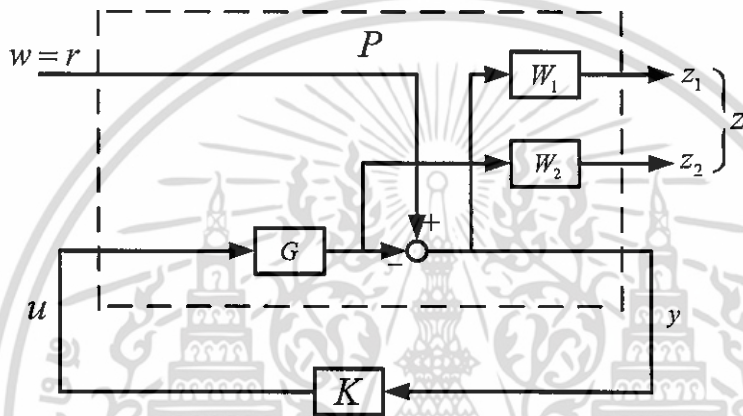 P
w = r
W₁
z₁
z
W₂
z₂
+
G
−
u
y
K